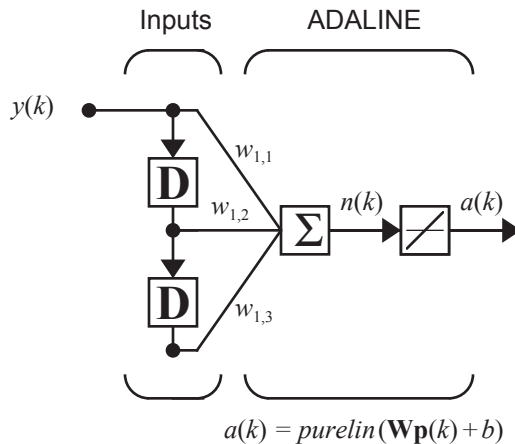 Inputs ADALINE
y(k)
w1,1
D
w1,2 n(k) a(k)
Σ
D
w1,3
a(k) = purelin(Wp(k) + b)